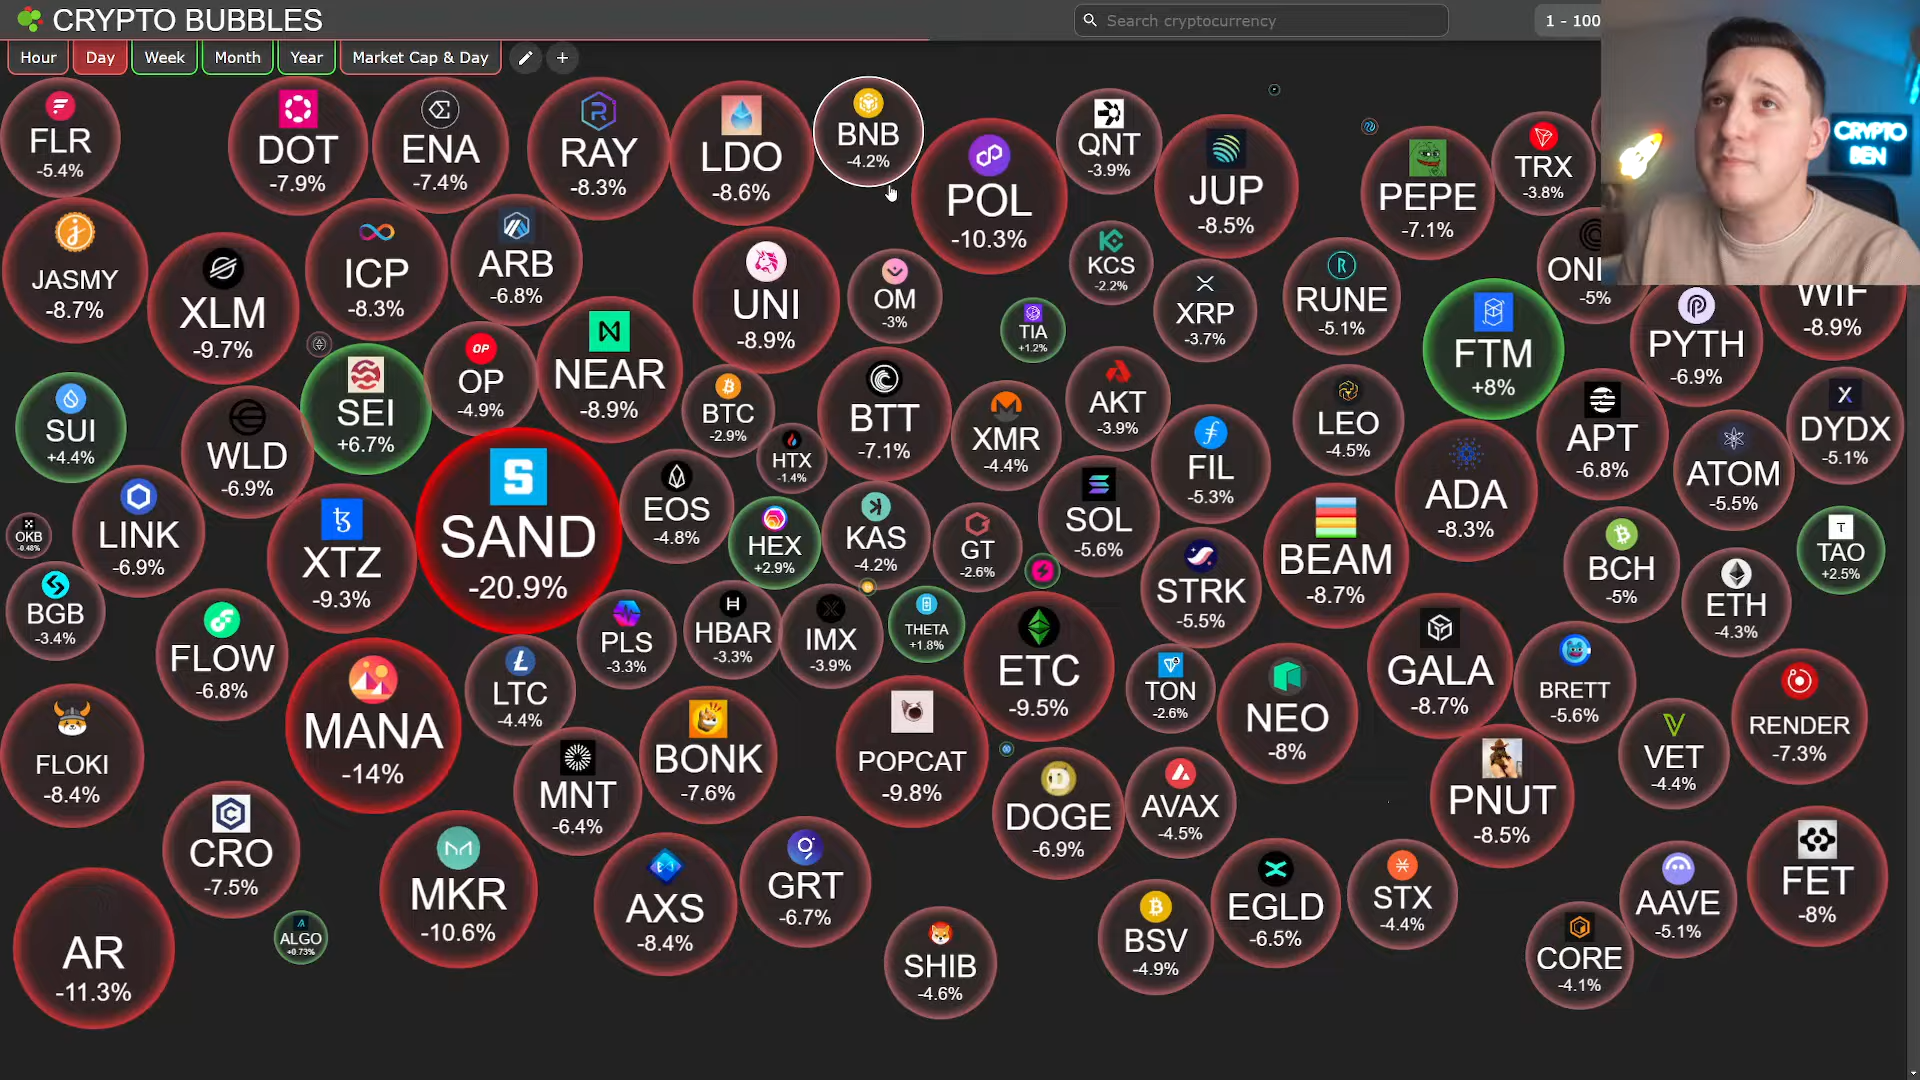 CRYPTO BUBBLES
Search cryptocurrency
1 - 100
Hour
Day
Week
Month
Year
Market Cap & Day
CRYPTO
BEN
FLR
-5.4%
DOT
-7.9%
ENA
-7.4%
RAY
-8.3%
LDO
-8.6%
BNB
-4.2%
POL
-10.3%
QNT
-3.9%
JUP
-8.5%
PEPE
-7.1%
TRX
-3.8%
JASMY
-8.7%
XLM
-9.7%
ICP
-8.3%
ARB
-6.8%
UNI
-8.9%
OM
-3%
KCS
-2.2%
XRP
-3.7%
RUNE
-5.1%
-5%
WIF
-8.9%
TIA
+1.2%
FTM
+8%
PYTH
-6.9%
SUI
+4.4%
WLD
-6.9%
SEI
+6.7%
OP
OP
-4.9%
NEAR
-8.9%
BTC
-2.9%
BTT
-7.1%
HTX
-1.4%
XMR
-4.4%
AKT
-3.9%
FIL
-5.3%
LEO
-4.5%
ADA
-8.3%
APT
-6.8%
ATOM
-5.5%
DYDX
-5.1%
OKB
-0.48%
LINK
-6.9%
XTZ
-9.3%
S
SAND
-20.9%
EOS
-4.8%
HEX
+2.9%
KAS
-4.2%
GT
-2.6%
SOL
-5.6%
STRK
-5.5%
BEAM
-8.7%
BCH
-5%
ETH
-4.3%
T
TAO
+2.5%
BGB
-3.4%
FLOW
-6.8%
MANA
-14%
LTC
-4.4%
PLS
-3.3%
H
HBAR
-3.3%
IMX
-3.9%
THETA
+1.8%
ETC
-9.5%
TON
-2.6%
NEO
-8%
GALA
-8.7%
BRETT
-5.6%
VET
-4.4%
RENDER
-7.3%
FLOKI
-8.4%
MNT
-6.4%
BONK
-7.6%
POPCAT
-9.8%
DOGE
-6.9%
AVAX
-4.5%
PNUT
-8.5%
CRO
-7.5%
MKR
-10.6%
AXS
-8.4%
GRT
-6.7%
EGLD
-6.5%
STX
-4.4%
AAVE
-5.1%
FET
-8%
AR
-11.3%
ALGO
+0.73%
SHIB
-4.6%
BSV
-4.9%
CORE
-4.1%